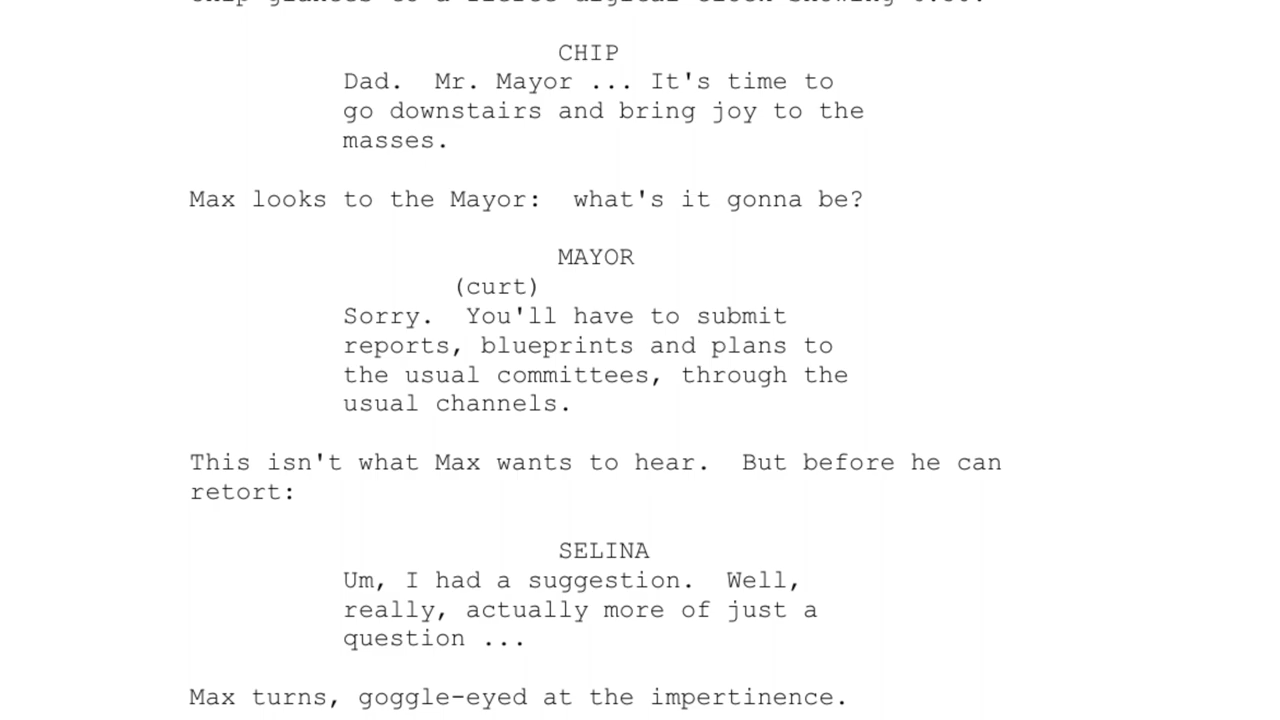 CHIP
Dad.  Mr. Mayor ... It's time to
go downstairs and bring joy to the
masses.
Max looks to the Mayor:  what's it gonna be?
MAYOR
(curt)
Sorry.  You'll have to submit
reports, blueprints and plans to
the usual committees, through the
usual channels.
This isn't what Max wants to hear.  But before he can
retort:
SELINA
Um, I had a suggestion.  Well,
really, actually more of just a
question ...
Max turns, goggle-eyed at the impertinence.